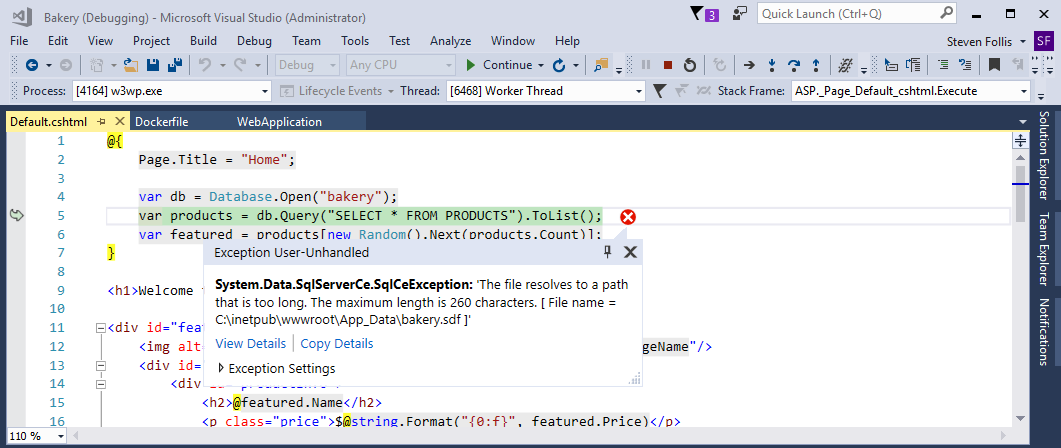 Bakery (Debugging) - Microsoft Visual Studio (Administrator)
3
Quick Launch (Ctrl+Q)
File Edit View Project Build Debug Team Tools Test Analyze Window Help
Steven Follis SF
Debug Any CPU Continue
Process: [4164] w3wp.exe Lifecycle Events Thread: [6468] Worker Thread Stack Frame: ASP._Page_Default_cshtml.Execute
Default.cshtml Dockerfile WebApplication
1 @{
2 Page.Title = "Home";
3
4 var db = Database.Open("bakery");
5 var products = db.Query("SELECT * FROM PRODUCTS").ToList();
6 var featured = products[new Random().Next(products.Count)];
7 }
8
9 <h1>Welcome
10
11 <div id="fea
12 <img alt= geName"/>
13 <div id=
14 <div
15 <h2>@featured.Name</h2>
16 <p class="price">$@string.Format("{0:f}", featured.Price)</p>
Exception User-Unhandled
System.Data.SqlServerCe.SqlCeException: 'The file resolves to a path
that is too long. The maximum length is 260 characters. [ File name =
C:\inetpub\wwwroot\App_Data\bakery.sdf ]'
View Details Copy Details
Exception Settings
110 %
Solution Explorer
Team Explorer
Notifications